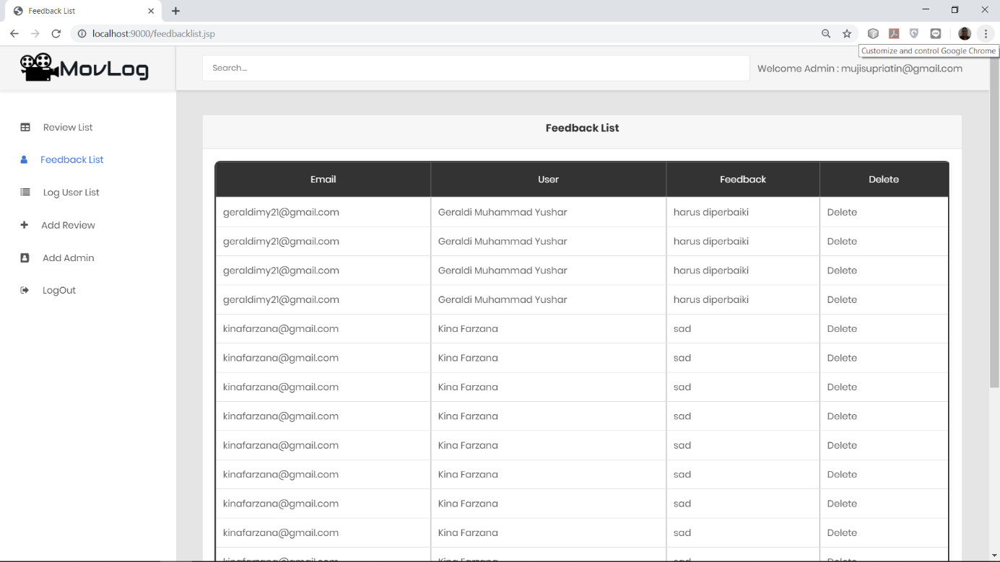 Feedback List
localhost:9000/feedbacklist.jsp
Customize and control Google Chrome
MovLog
Search....
Welcome Admin : mujisupriatin@gmail.com
Review List
Feedback List
Log User List
Add Review
Add Admin
LogOut
Feedback List
Email User Feedback Delete
geraldimy21@gmail.com Geraldi Muhammad Yushar harus diperbaiki Delete
geraldimy21@gmail.com Geraldi Muhammad Yushar harus diperbaiki Delete
geraldimy21@gmail.com Geraldi Muhammad Yushar harus diperbaiki Delete
geraldimy21@gmail.com Geraldi Muhammad Yushar harus diperbaiki Delete
kinafarzana@gmail.com Kina Farzana sad Delete
kinafarzana@gmail.com Kina Farzana sad Delete
kinafarzana@gmail.com Kina Farzana sad Delete
kinafarzana@gmail.com Kina Farzana sad Delete
kinafarzana@gmail.com Kina Farzana sad Delete
kinafarzana@gmail.com Kina Farzana sad Delete
kinafarzana@gmail.com Kina Farzana sad Delete
kinafarzana@gmail.com Kina Farzana sad Delete